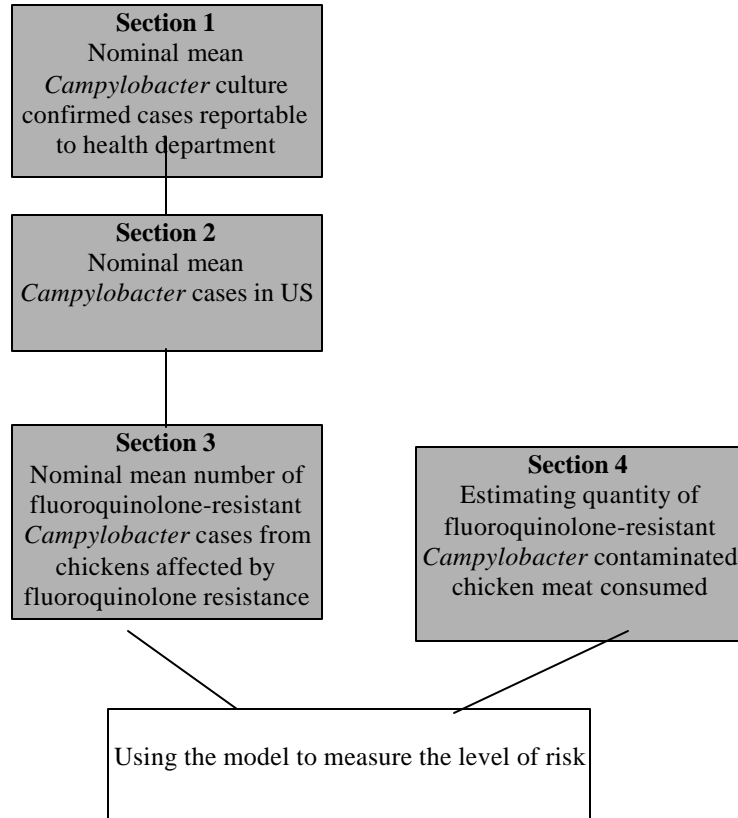 Section 1
Nominal mean
Campylobacter culture
confirmed cases reportable
to health department
Section 2
Nominal mean
Campylobacter cases in US
Section 3
Nominal mean number of
fluoroquinolone-resistant
Campylobacter cases from
chickens affected by
fluoroquinolone resistance
Section 4
Estimating quantity of
fluoroquinolone-resistant
Campylobacter contaminated
chicken meat consumed
Using the model to measure the level of risk